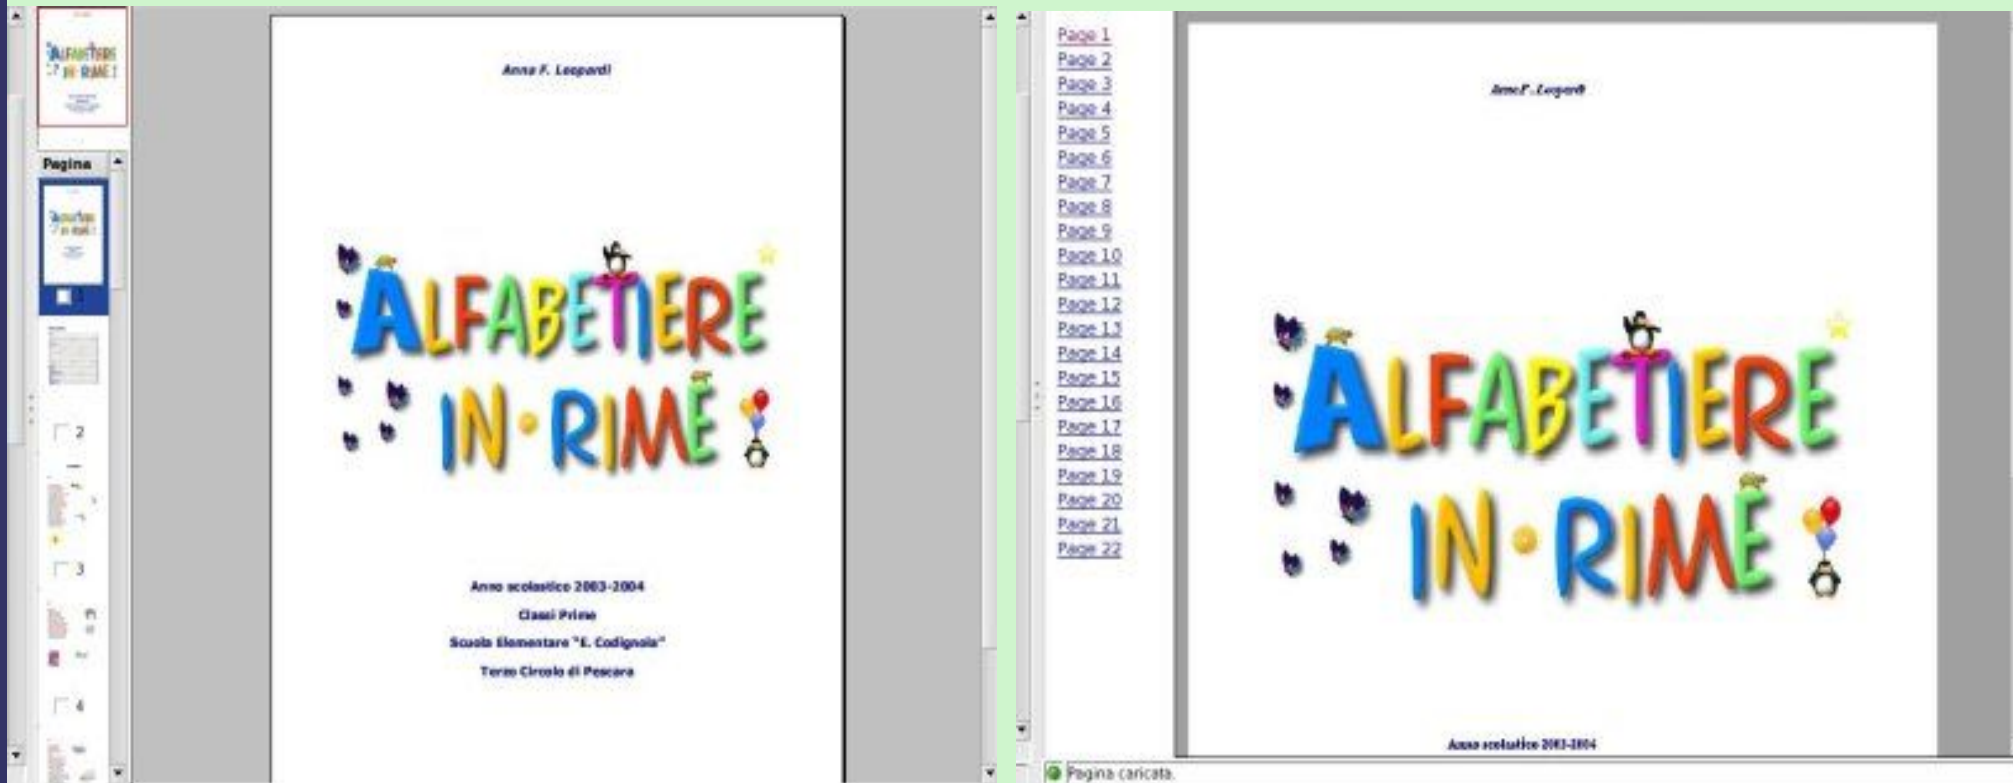 Pagina
1
2
3
4
Anna F. Leopardi
ALFABETIERE
IN • RIME !
Anno scolastico 2003-2004
Classi Prime
Scuola Elementare "E. Codignola"
Terzo Circolo di Pescara
Page 1
Page 2
Page 3
Page 4
Page 5
Page 6
Page 7
Page 8
Page 9
Page 10
Page 11
Page 12
Page 13
Page 14
Page 15
Page 16
Page 17
Page 18
Page 19
Page 20
Page 21
Page 22
Anna F. Leopardi
ALFABETIERE
IN • RIME !
Anno scolastico 2003-2004
Pagina caricata.